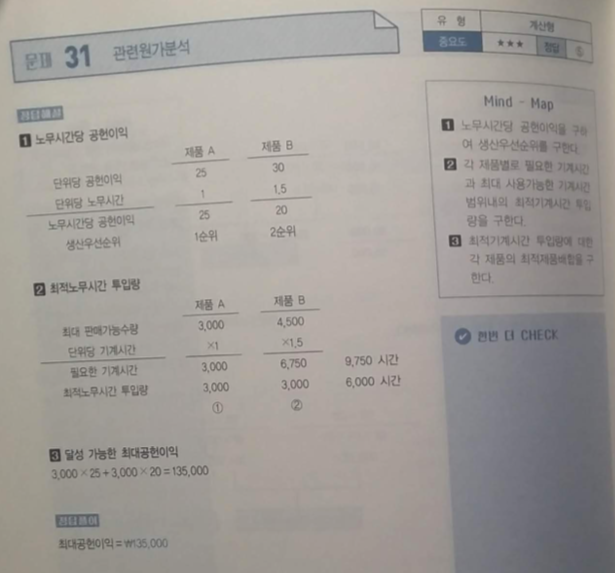 문제 31 관련원가분석
유 형 계산형
중요도 ★★★ 정답 ⑤
정답해설
1 노무시간당 공헌이익
제품 A 제품 B
단위당 공헌이익 25 30
단위당 노무시간 1 1.5
노무시간당 공헌이익 25 20
생산우선순위 1순위 2순위
2 최적노무시간 투입량
제품 A 제품 B
최대 판매가능수량 3,000 4,500
단위당 기계시간 ×1 ×1.5
필요한 기계시간 3,000 6,750 9,750 시간
최적노무시간 투입량 3,000 3,000 6,000 시간
① ②
3 달성 가능한 최대공헌이익
3,000×25+3,000×20=135,000
최대공헌이익=₩135,000
Mind - Map
1 노무시간당 공헌이익을 구하
여 생산우선순위를 구한다.
2 각 제품별로 필요한 기계시간
과 최대 사용가능한 기계시간
범위내의 최적기계시간 투입
량을 구한다.
3 최적기계시간 투입량에 대한
각 제품의 최적제품배합을 구
한다.
한번 더 CHECK